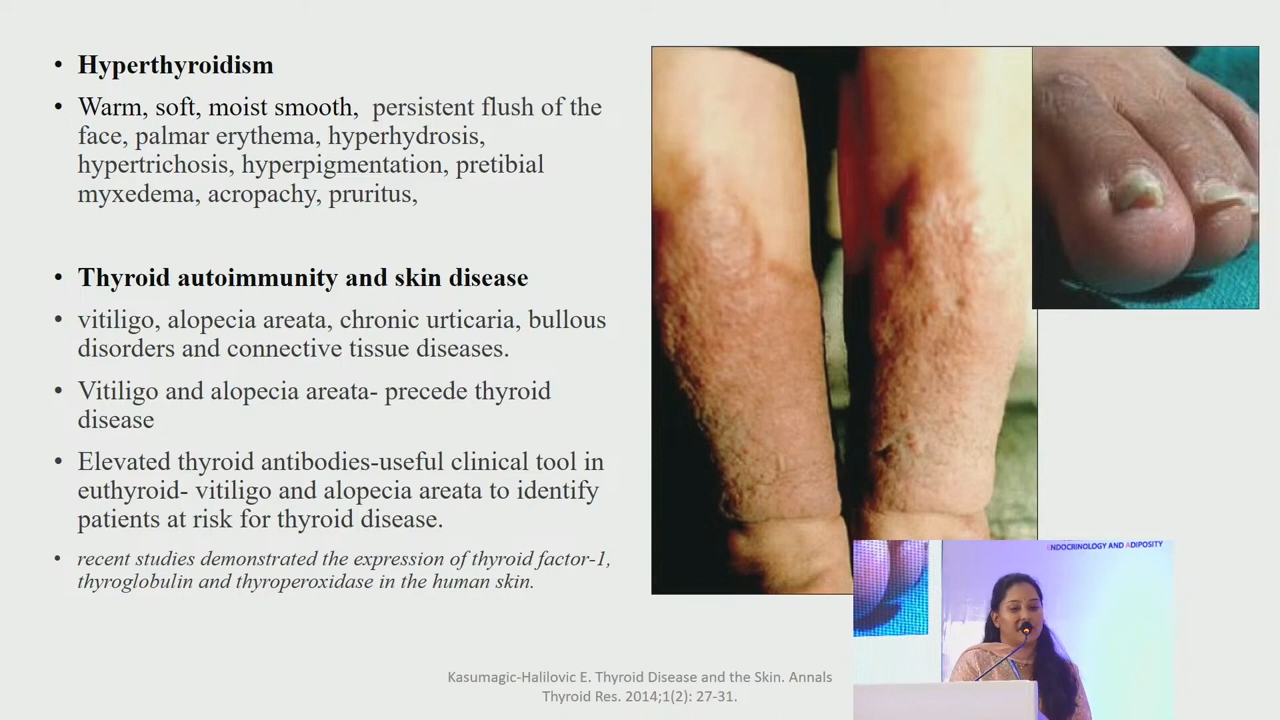 Hyperthyroidism
Warm, soft, moist smooth, persistent flush of the
face, palmar erythema, hyperhydrosis,
hypertrichosis, hyperpigmentation, pretibial
myxedema, acropachy, pruritus,
Thyroid autoimmunity and skin disease
vitiligo, alopecia areata, chronic urticaria, bullous
disorders and connective tissue diseases.
Vitiligo and alopecia areata- precede thyroid
disease
Elevated thyroid antibodies-useful clinical tool in
euthyroid- vitiligo and alopecia areata to identify
patients at risk for thyroid disease.
recent studies demonstrated the expression of thyroid factor-1,
thyroglobulin and thyroperoxidase in the human skin.
ENDOCRINOLOGY AND ADIPOSITY
Kasumagic-Halilovic E. Thyroid Disease and the Skin. Annals
Thyroid Res. 2014;1(2): 27-31.